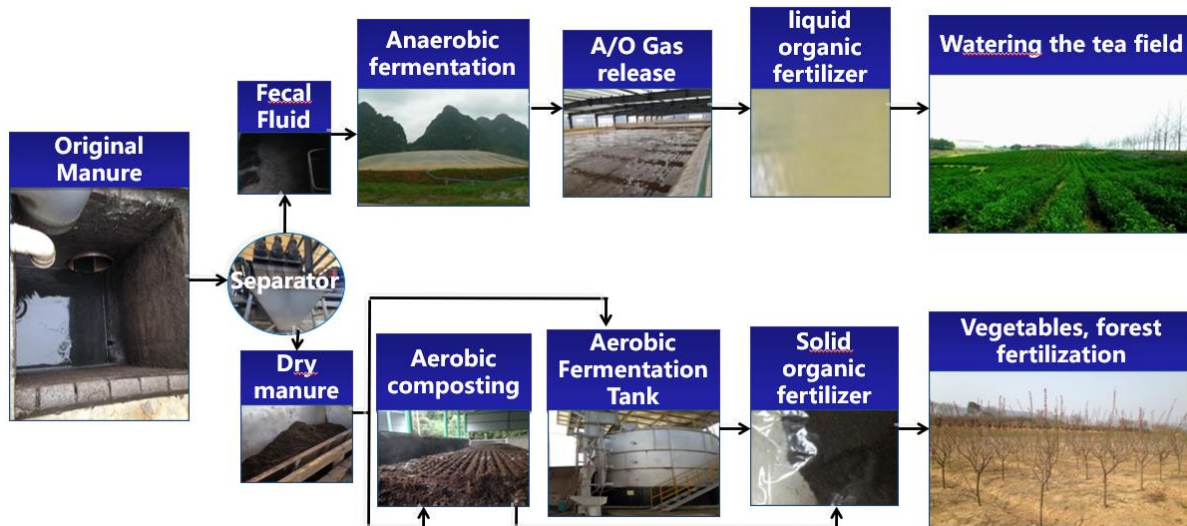 Original
Manure
Separator
Fecal
Fluid
Anaerobic
fermentation
A/O Gas
release
liquid
organic
fertilizer
Watering the tea field
Dry
manure
Aerobic
composting
Aerobic
Fermentation
Tank
Solid
organic
fertilizer
Vegetables, forest
fertilization